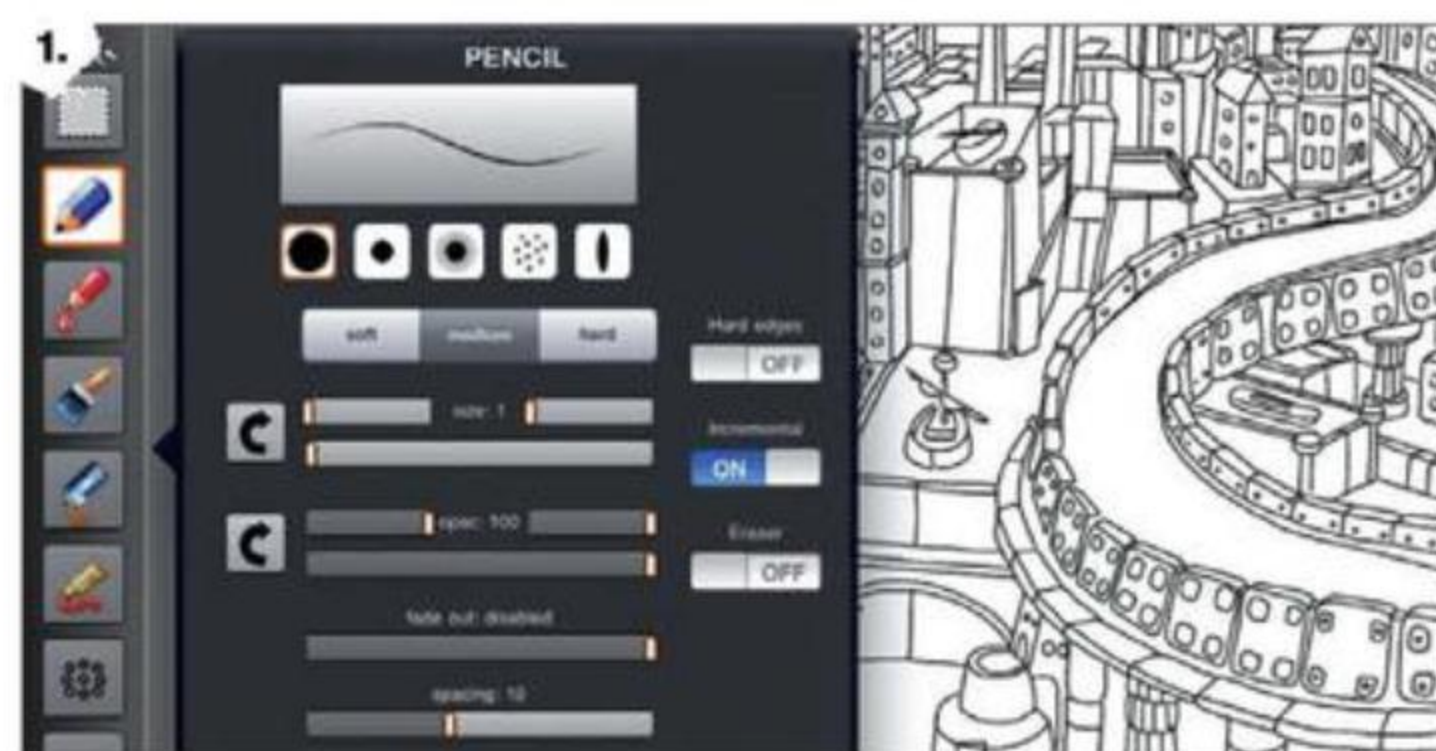 1.
PENCIL
soft medium hard
Hard edges
OFF
size: 1
Incremental
ON
opac: 100
Eraser
OFF
fade out: disabled
spacing: 10